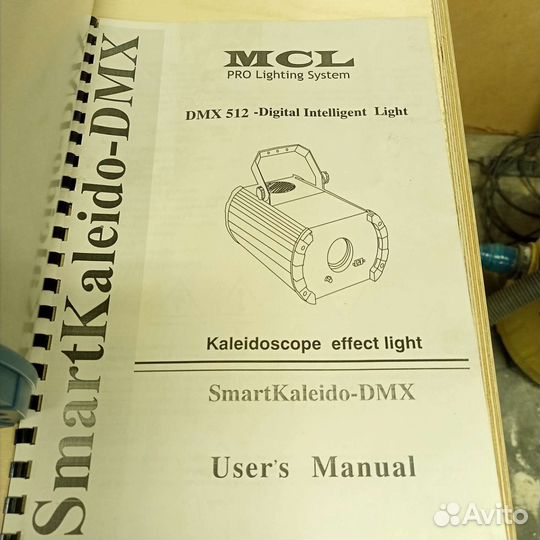 SmartKaleido-DMX
MCL
PRO Lighting System
DMX 512 -Digital Intelligent Light
Kaleidoscope effect light
SmartKaleido-DMX
User's Manual
Avito